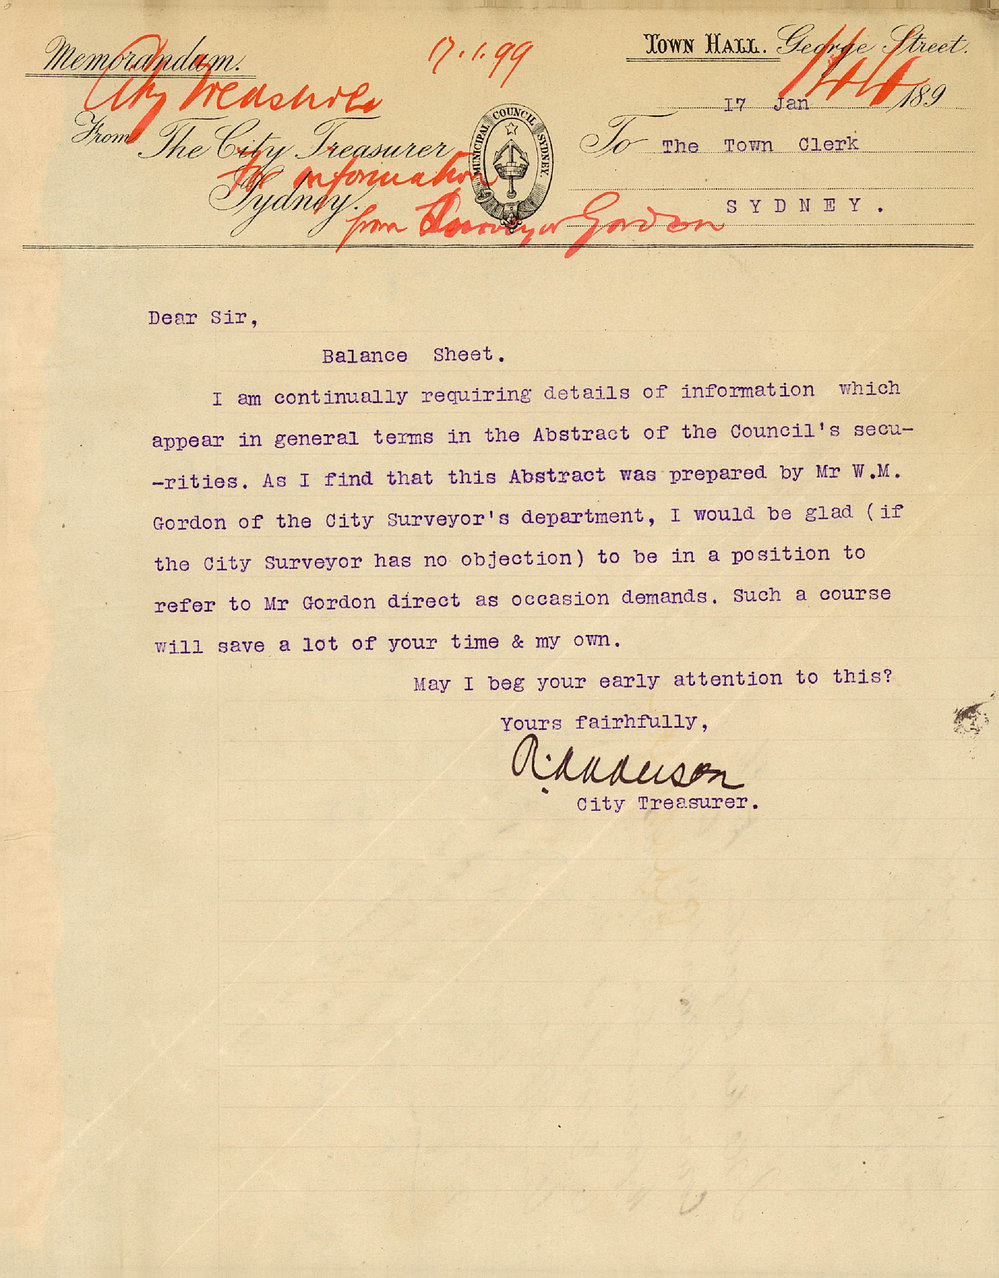 Memorandum.
17.1.99
TOWN HALL. George Street.
City Treasurer
144
17 Jan 189
From The City Treasurer
MUNICIPAL COUNCIL SYDNEY.
To The Town Clerk
for information
Sydney.
SYDNEY.
from Surveyor Gordon
Dear Sir,
Balance Sheet.
I am continually requiring details of information which
appear in general terms in the Abstract of the Council's secu-
-rities. As I find that this Abstract was prepared by Mr W.M.
Gordon of the City Surveyor's department, I would be glad (if
the City Surveyor has no objection) to be in a position to
refer to Mr Gordon direct as occasion demands. Such a course
will save a lot of your time & my own.
May I beg your early attention to this?
Yours fairhfully,
R. Anderson
City Treasurer.